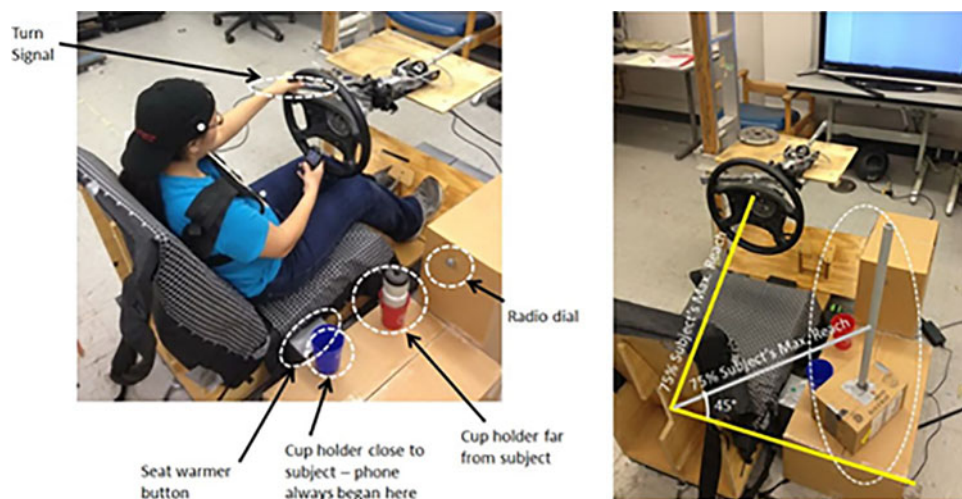 Turn
Signal
Radio dial
Seat warmer
button
Cup holder close to
subject – phone
always began here
Cup holder far
from subject
75% Subject's Max. Reach
75% Subject's Max. Reach
45°